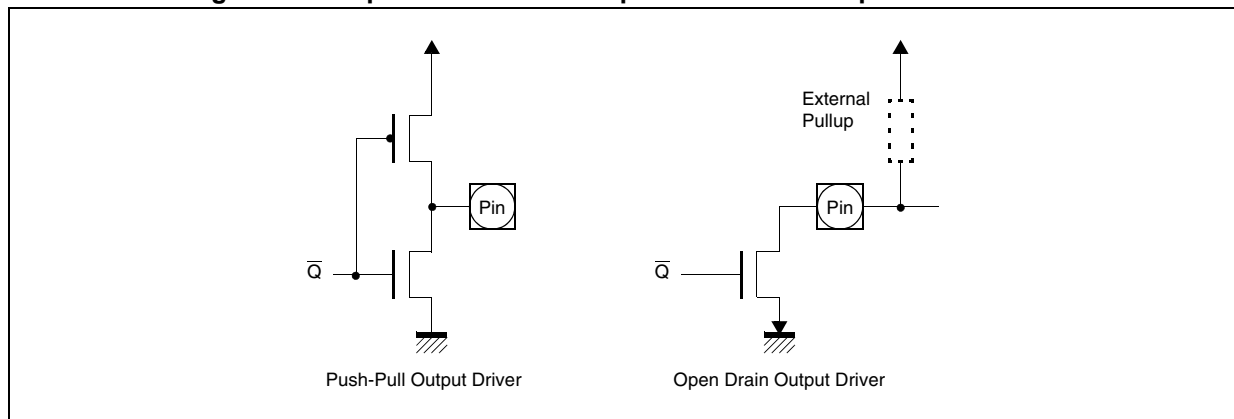 External
Pullup
Pin
Pin
Q̅
Q̅
Push-Pull Output Driver
Open Drain Output Driver